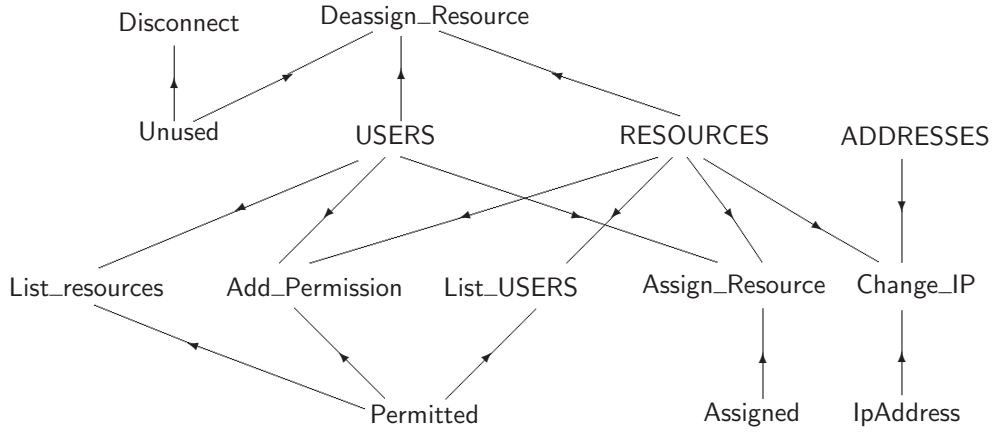 Disconnect Deassign_Resource
Unused USERS RESOURCES ADDRESSES
List_resources Add_Permission List_USERS Assign_Resource Change_IP
Permitted Assigned IpAddress